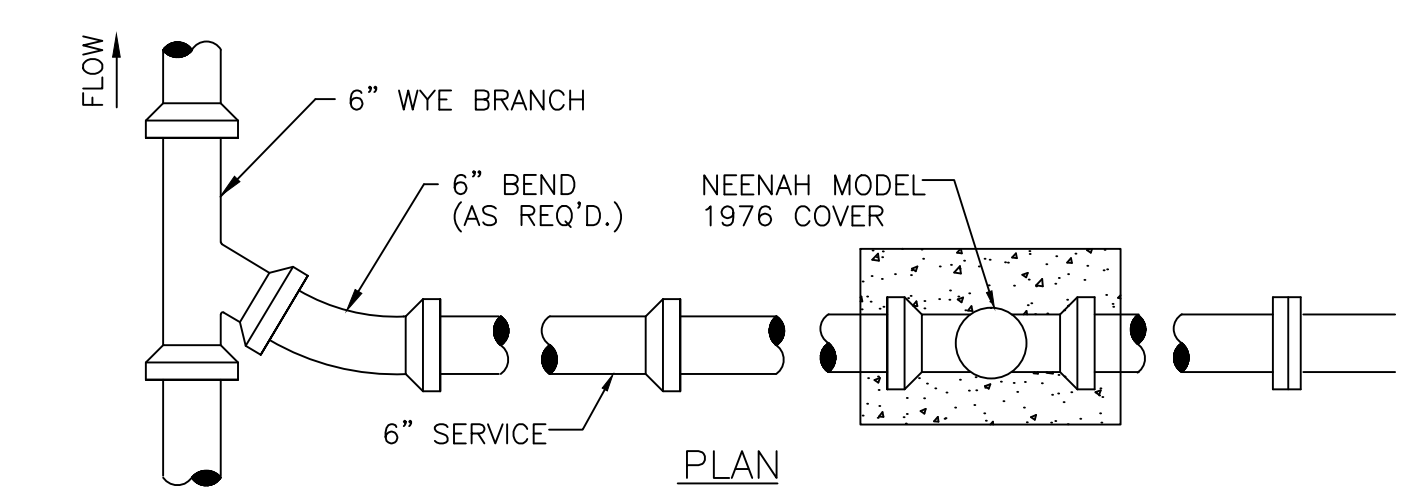 FLOW
6” WYE BRANCH
6” BEND
(AS REQ’D.)
NEENAH MODEL
1976 COVER
6” SERVICE
PLAN